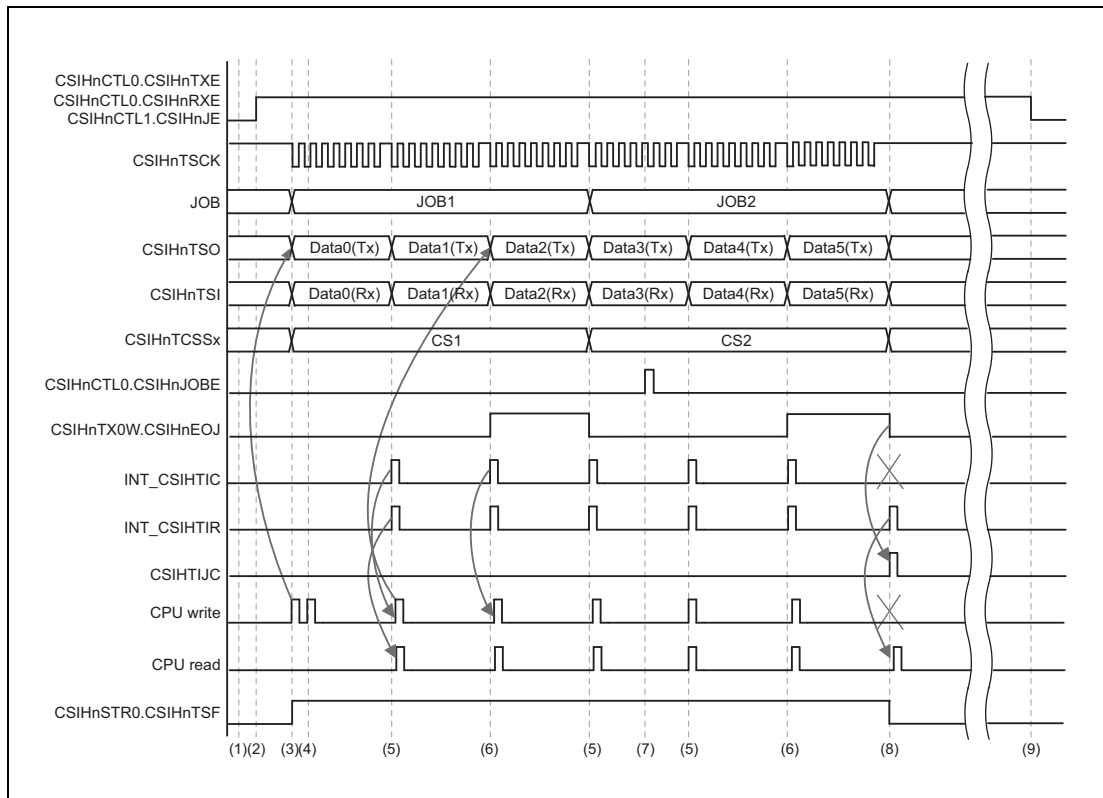 CSIHnCTL0.CSIHnTXE
CSIHnCTL0.CSIHnRXE
CSIHnCTL1.CSIHnJE
CSIHnTSCK
JOB JOB1 JOB2
CSIHnTSO Data0(Tx) Data1(Tx) Data2(Tx) Data3(Tx) Data4(Tx) Data5(Tx)
CSIHnTSI Data0(Rx) Data1(Rx) Data2(Rx) Data3(Rx) Data4(Rx) Data5(Rx)
CSIHnTCSSx CS1 CS2
CSIHnCTL0.CSIHnJOBE
CSIHnTX0W.CSIHnEOJ
INT_CSIHTIC
INT_CSIHTIR
CSIHTIJC
CPU write
CPU read
CSIHnSTR0.CSIHnTSF
(1) (2) (3) (4) (5) (6) (5) (7) (5) (6) (8) (9)